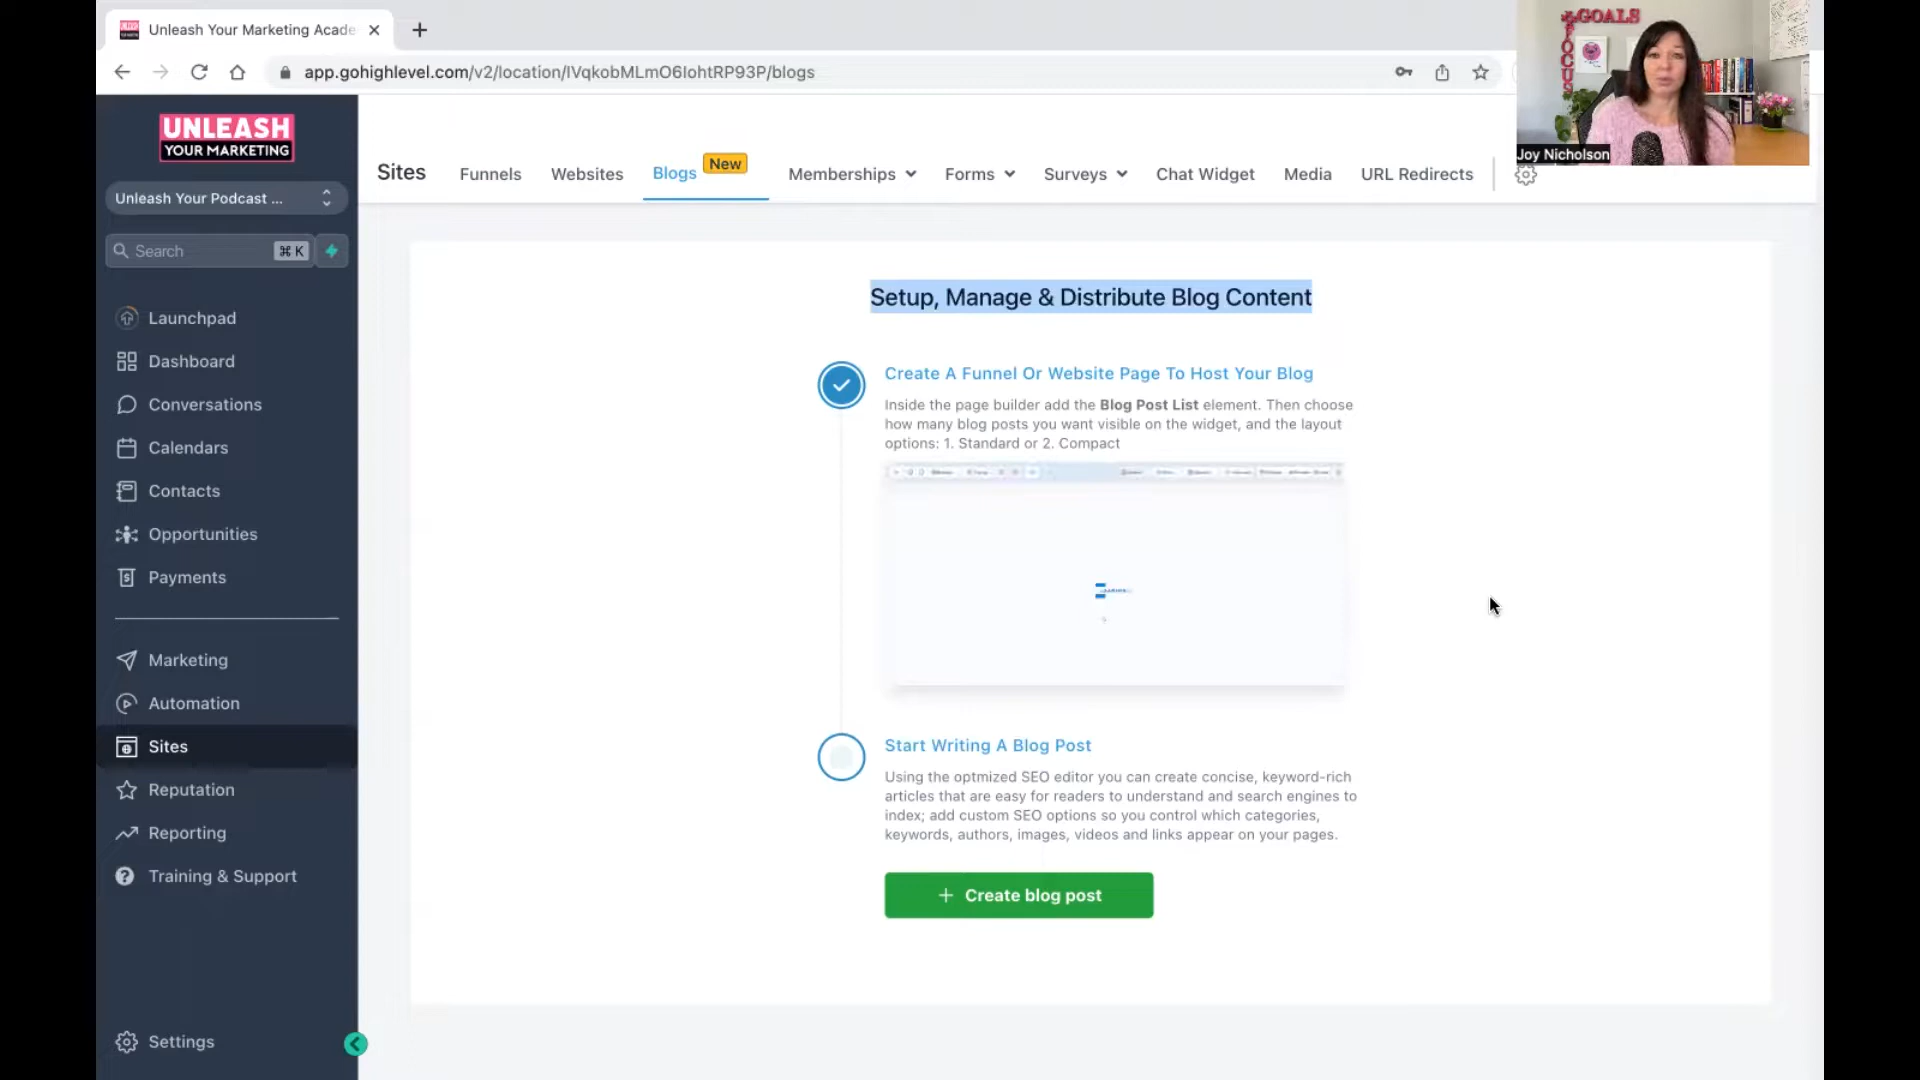 Unleash Your Marketing Acade
app.gohighlevel.com/v2/location/IVqkobMLmO6IohtRP93P/blogs
GOALS
FOCUS
Joy Nicholson
UNLEASH
YOUR MARKETING
Unleash Your Podcast ...
Search ⌘ K
Launchpad
Dashboard
Conversations
Calendars
Contacts
Opportunities
Payments
Marketing
Automation
Sites
Reputation
Reporting
Training & Support
Settings
Sites Funnels Websites Blogs New Memberships Forms Surveys Chat Widget Media URL Redirects
Setup, Manage & Distribute Blog Content
Create A Funnel Or Website Page To Host Your Blog
Inside the page builder add the Blog Post List element. Then choose
how many blog posts you want visible on the widget, and the layout
options: 1. Standard or 2. Compact
Start Writing A Blog Post
Using the optmized SEO editor you can create concise, keyword-rich
articles that are easy for readers to understand and search engines to
index; add custom SEO options so you control which categories,
keywords, authors, images, videos and links appear on your pages.
+ Create blog post